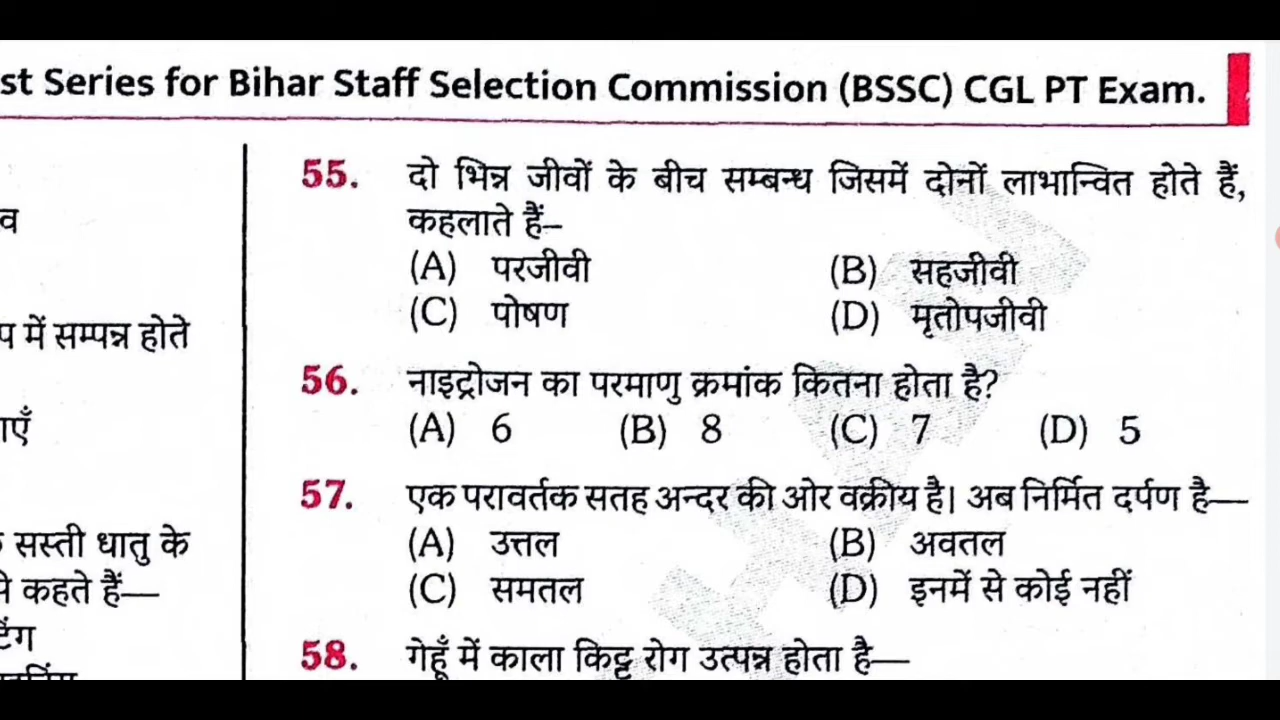 st Series for Bihar Staff Selection Commission (BSSC) CGL PT Exam.
व
प में सम्पन्न होते
ाएँ
सस्ती धातु के
कहते हैं—
टिंग
55. दो भिन्न जीवों के बीच सम्बन्ध जिसमें दोनों लाभान्वित होते हैं,
कहलाते हैं–
(A) परजीवी (B) सहजीवी
(C) पोषण (D) मृतोपजीवी
56. नाइट्रोजन का परमाणु क्रमांक कितना होता है?
(A) 6 (B) 8 (C) 7 (D) 5
57. एक परावर्तक सतह अन्दर की ओर वक्रीय है। अब निर्मित दर्पण है—
(A) उत्तल (B) अवतल
(C) समतल (D) इनमें से कोई नहीं
58. गेहूँ में काला किट्ट रोग उत्पन्न होता है—